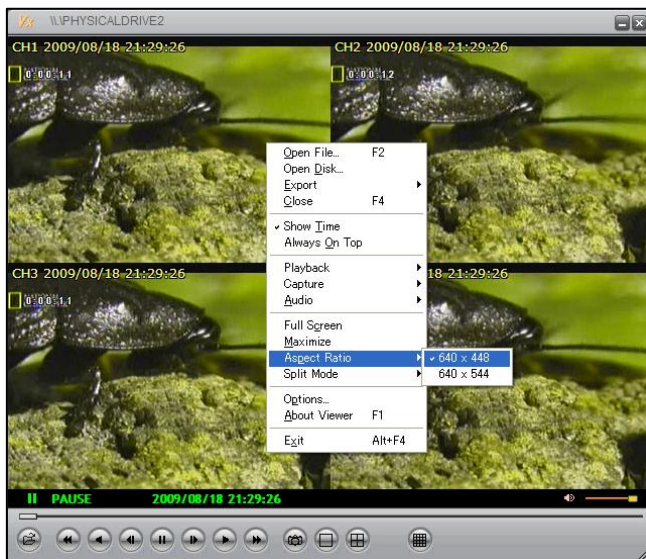 \\.\PHYSICALDRIVE2
CH1 2009/08/18 21:29:26
CH2 2009/08/18 21:29:26
Open File... F2
Open Disk...
Export
Close F4
✓ Show Time
Always On Top
CH3 2009/08/18 21:29:26
18 21:29:26
Playback
Capture
Audio
Full Screen
Maximize
Aspect Ratio
✓ 640 x 448
Split Mode
640 x 544
Options...
About Viewer F1
Exit Alt+F4
PAUSE 2009/08/18 21:29:26